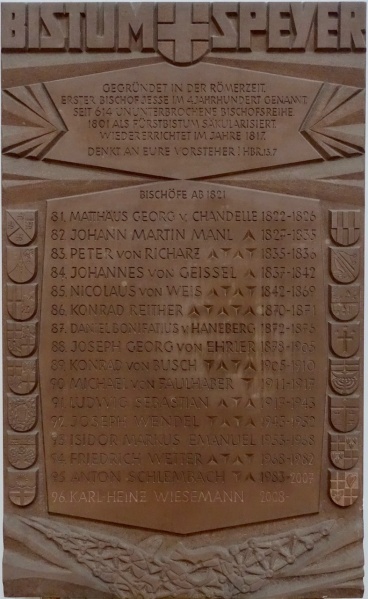 BISTUM SPEYER
GEGRÜNDET IN DER RÖMERZEIT.
ERSTER BISCHOF JESSE IM 4.JAHRHUNDERT GENANNT.
SEIT 614 UNUNTERBROCHENE BISCHOFSREIHE
1801 ALS FÜRSTBISTUM SÄKULARISIERT.
WIEDERERRICHTET IM JAHRE 1817.
DENKT AN EURE VORSTEHER! HBR.13.7
BISCHÖFE AB 1821
81. MATHÄUS GEORG v. CHANDELLE 1822-1826
82. JOHANN MARTIN MANL 1827-1835
83. PETER von RICHARZ 1835-1836
84. JOHANNES von GEISSEL 1837-1842
85. NICOLAUS von WEIS 1842-1869
86. KONRAD REITHER 1870-1871
87. DANIEL BONIFATIUS v. HANEBERG 1872-1876
88. JOSEPH GEORG von EHRLER 1878-1905
89. KONRAD von BUSCH 1905-1910
90. MICHAEL von FAULHABER 1911-1917
91. LUDWIG SEBASTIAN 1917-1943
92. JOSEPH WENDEL 1943-1952
93. ISIDOR MARKUS EMANUEL 1953-1968
94. FRIEDRICH WETTER 1968-1982
95. ANTON SCHLEMBACH 1983-2007
96. KARL-HEINZ WIESEMANN 2008-